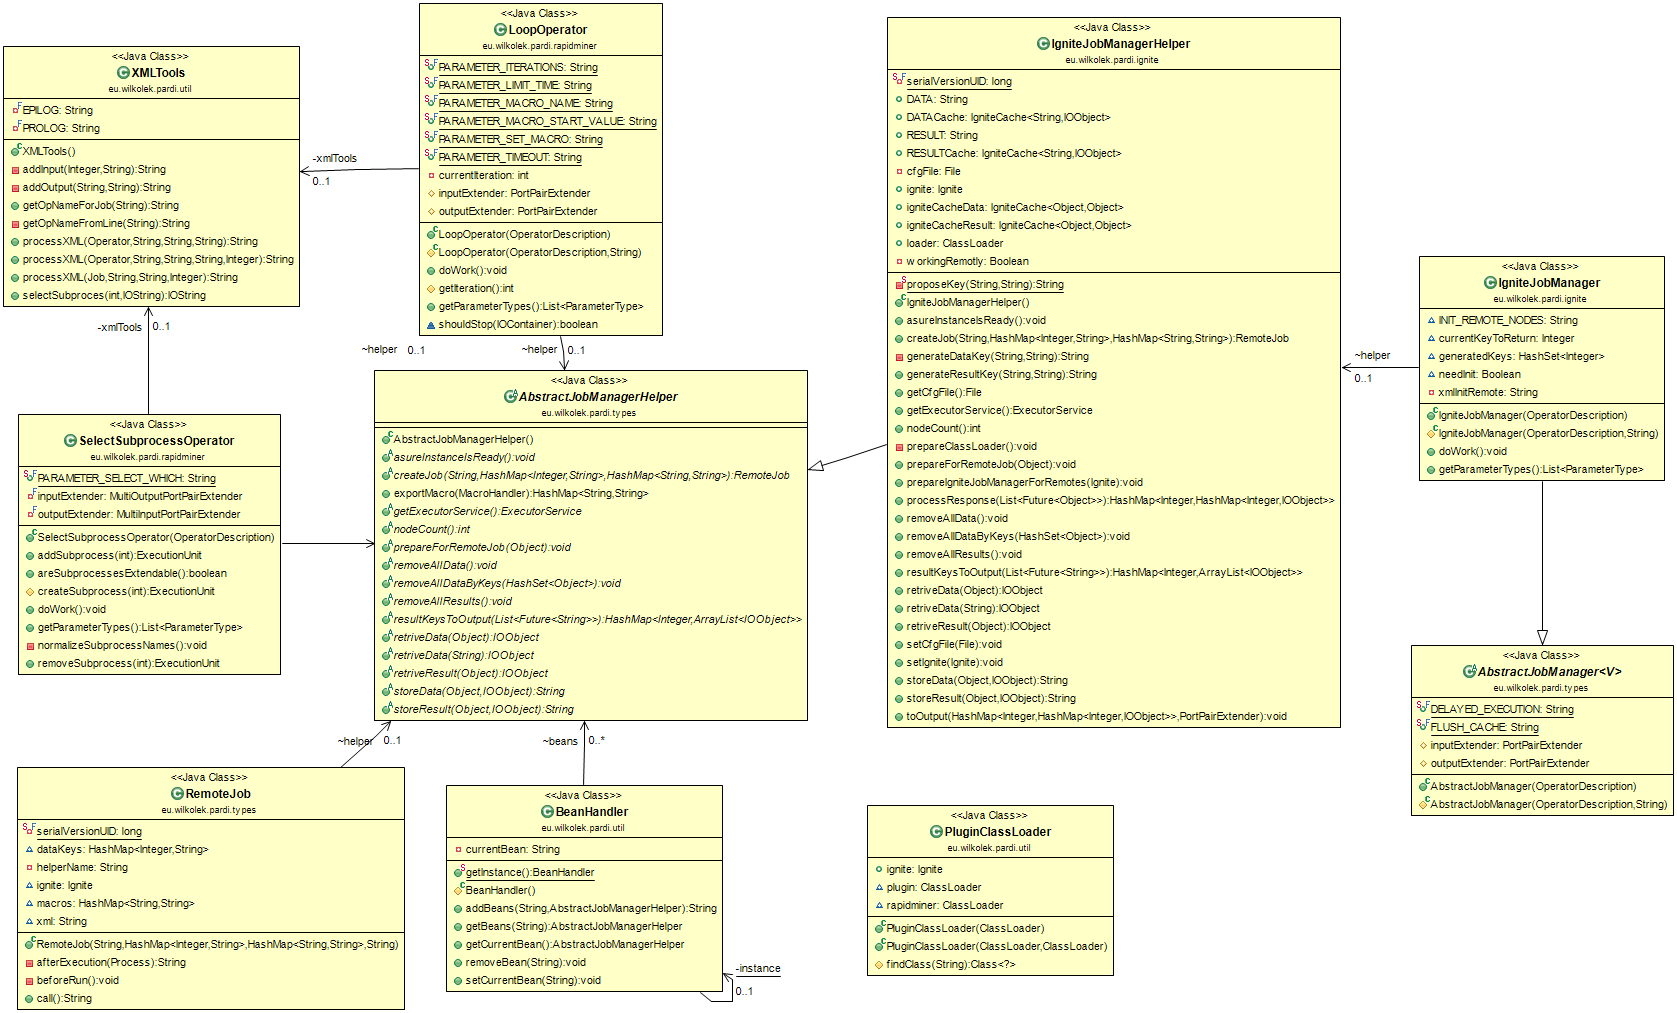 <<Java Class>>
XMLTools
eu.wilkolek.pardi.util
EPILOG: String
PROLOG: String
XMLTools()
addInput(Integer,String):String
addOutput(String,String):String
getOpNameForJob(String):String
getOpNameFromLine(String):String
processXML(Operator,String,String,String):String
processXML(Operator,String,String,String,Integer):String
processXML(Job,String,String,Integer):String
selectSubproces(int,IOString):IOString
<<Java Class>>
LoopOperator
eu.wilkolek.pardi.rapidminer
PARAMETER_ITERATIONS: String
PARAMETER_LIMIT_TIME: String
PARAMETER_MACRO_NAME: String
PARAMETER_MACRO_START_VALUE: String
PARAMETER_SET_MACRO: String
PARAMETER_TIMEOUT: String
currentIteration: int
inputExtender: PortPairExtender
outputExtender: PortPairExtender
LoopOperator(OperatorDescription)
LoopOperator(OperatorDescription,String)
doWork():void
getIteration():int
getParameterTypes():List<ParameterType>
shouldStop(IOContainer):boolean
-xmlTools
0..1
-xmlTools
0..1
~helper
0..1
~helper
0..1
<<Java Class>>
IgniteJobManagerHelper
eu.wilkolek.pardi.ignite
serialVersionUID: long
DATA: String
DATACache: IgniteCache<String,IOObject>
RESULT: String
RESULTCache: IgniteCache<String,IOObject>
cfgFile: File
ignite: Ignite
igniteCacheData: IgniteCache<Object,Object>
igniteCacheResult: IgniteCache<Object,Object>
loader: ClassLoader
workingRemotly: Boolean
proposeKey(String,String):String
IgniteJobManagerHelper()
asureInstanceIsReady():void
createJob(String,HashMap<Integer,String>,HashMap<String,String>):RemoteJob
generateDataKey(String,String):String
generateResultKey(String,String):String
getCfgFile():File
getExecutorService():ExecutorService
nodeCount():int
prepareClassLoader():void
prepareForRemoteJob(Object):void
prepareIgniteJobManagerForRemotes(Ignite):void
processResponse(List<Future<Object>>):HashMap<Integer,HashMap<Integer,IOObject>>
removeAllData():void
removeAllDataByKeys(HashSet<Object>):void
removeAllResults():void
resultKeysToOutput(List<Future<String>>):HashMap<Integer,ArrayList<IOObject>>
retriveData(Object):IOObject
retriveData(String):IOObject
retriveResult(Object):IOObject
setCfgFile(File):void
setIgnite(Ignite):void
storeData(Object,IOObject):String
storeResult(Object,IOObject):String
toOutput(HashMap<Integer,HashMap<Integer,IOObject>>,PortPairExtender):void
<<Java Class>>
IgniteJobManager
eu.wilkolek.pardi.ignite
INIT_REMOTE_NODES: String
currentKeyToReturn: Integer
generatedKeys: HashSet<Integer>
needInit: Boolean
xmlInitRemote: String
IgniteJobManager(OperatorDescription)
IgniteJobManager(OperatorDescription,String)
doWork():void
getParameterTypes():List<ParameterType>
~helper
0..1
<<Java Class>>
SelectSubprocessOperator
eu.wilkolek.pardi.rapidminer
PARAMETER_SELECT_WHICH: String
inputExtender: MultiOutputPortPairExtender
outputExtender: MultiInputPortPairExtender
SelectSubprocessOperator(OperatorDescription)
addSubprocess(int):ExecutionUnit
areSubprocessesExtendable():boolean
createSubprocess(int):ExecutionUnit
doWork():void
getParameterTypes():List<ParameterType>
normalizeSubprocessNames():void
removeSubprocess(int):ExecutionUnit
<<Java Class>>
AbstractJobManagerHelper
eu.wilkolek.pardi.types
AbstractJobManagerHelper()
asureInstanceIsReady():void
createJob(String,HashMap<Integer,String>,HashMap<String,String>):RemoteJob
exportMacro(MacroHandler):HashMap<String,String>
getExecutorService():ExecutorService
nodeCount():int
prepareForRemoteJob(Object):void
removeAllData():void
removeAllDataByKeys(HashSet<Object>):void
removeAllResults():void
resultKeysToOutput(List<Future<String>>):HashMap<Integer,ArrayList<IOObject>>
retriveData(Object):IOObject
retriveData(String):IOObject
retriveResult(Object):IOObject
storeData(Object,IOObject):String
storeResult(Object,IOObject):String
<<Java Class>>
AbstractJobManager<V>
eu.wilkolek.pardi.types
DELAYED_EXECUTION: String
FLUSH_CACHE: String
inputExtender: PortPairExtender
outputExtender: PortPairExtender
AbstractJobManager(OperatorDescription)
AbstractJobManager(OperatorDescription,String)
~helper
0..1
~beans
0..*
<<Java Class>>
RemoteJob
eu.wilkolek.pardi.types
serialVersionUID: long
dataKeys: HashMap<Integer,String>
helperName: String
ignite: Ignite
macros: HashMap<String,String>
xml: String
RemoteJob(String,HashMap<Integer,String>,HashMap<String,String>,String)
afterExecution(Process):String
beforeRun():void
call():String
<<Java Class>>
BeanHandler
eu.wilkolek.pardi.util
currentBean: String
getInstance():BeanHandler
BeanHandler()
addBeans(String,AbstractJobManagerHelper):String
getBeans(String):AbstractJobManagerHelper
getCurrentBean():AbstractJobManagerHelper
removeBean(String):void
setCurrentBean(String):void
-instance
0..1
<<Java Class>>
PluginClassLoader
eu.wilkolek.pardi.util
ignite: Ignite
plugin: ClassLoader
rapidminer: ClassLoader
PluginClassLoader(ClassLoader)
PluginClassLoader(ClassLoader,ClassLoader)
findClass(String):Class<?>